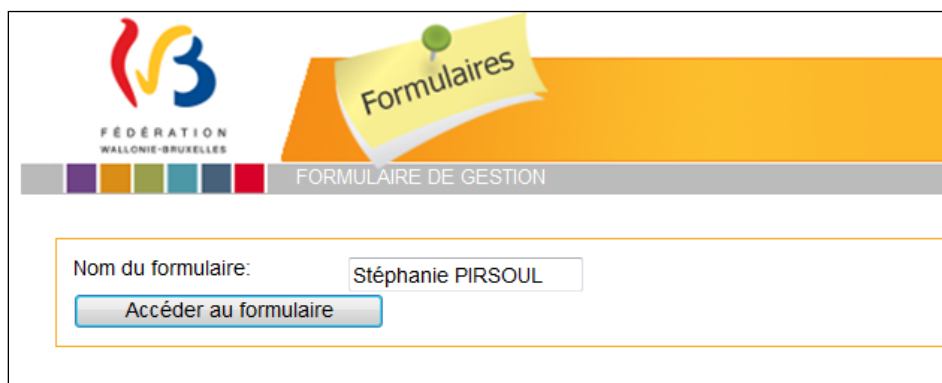 FÉDÉRATION
WALLONIE-BRUXELLES
Formulaires
FORMULAIRE DE GESTION
Nom du formulaire:
Stéphanie PIRSOUL
Accéder au formulaire